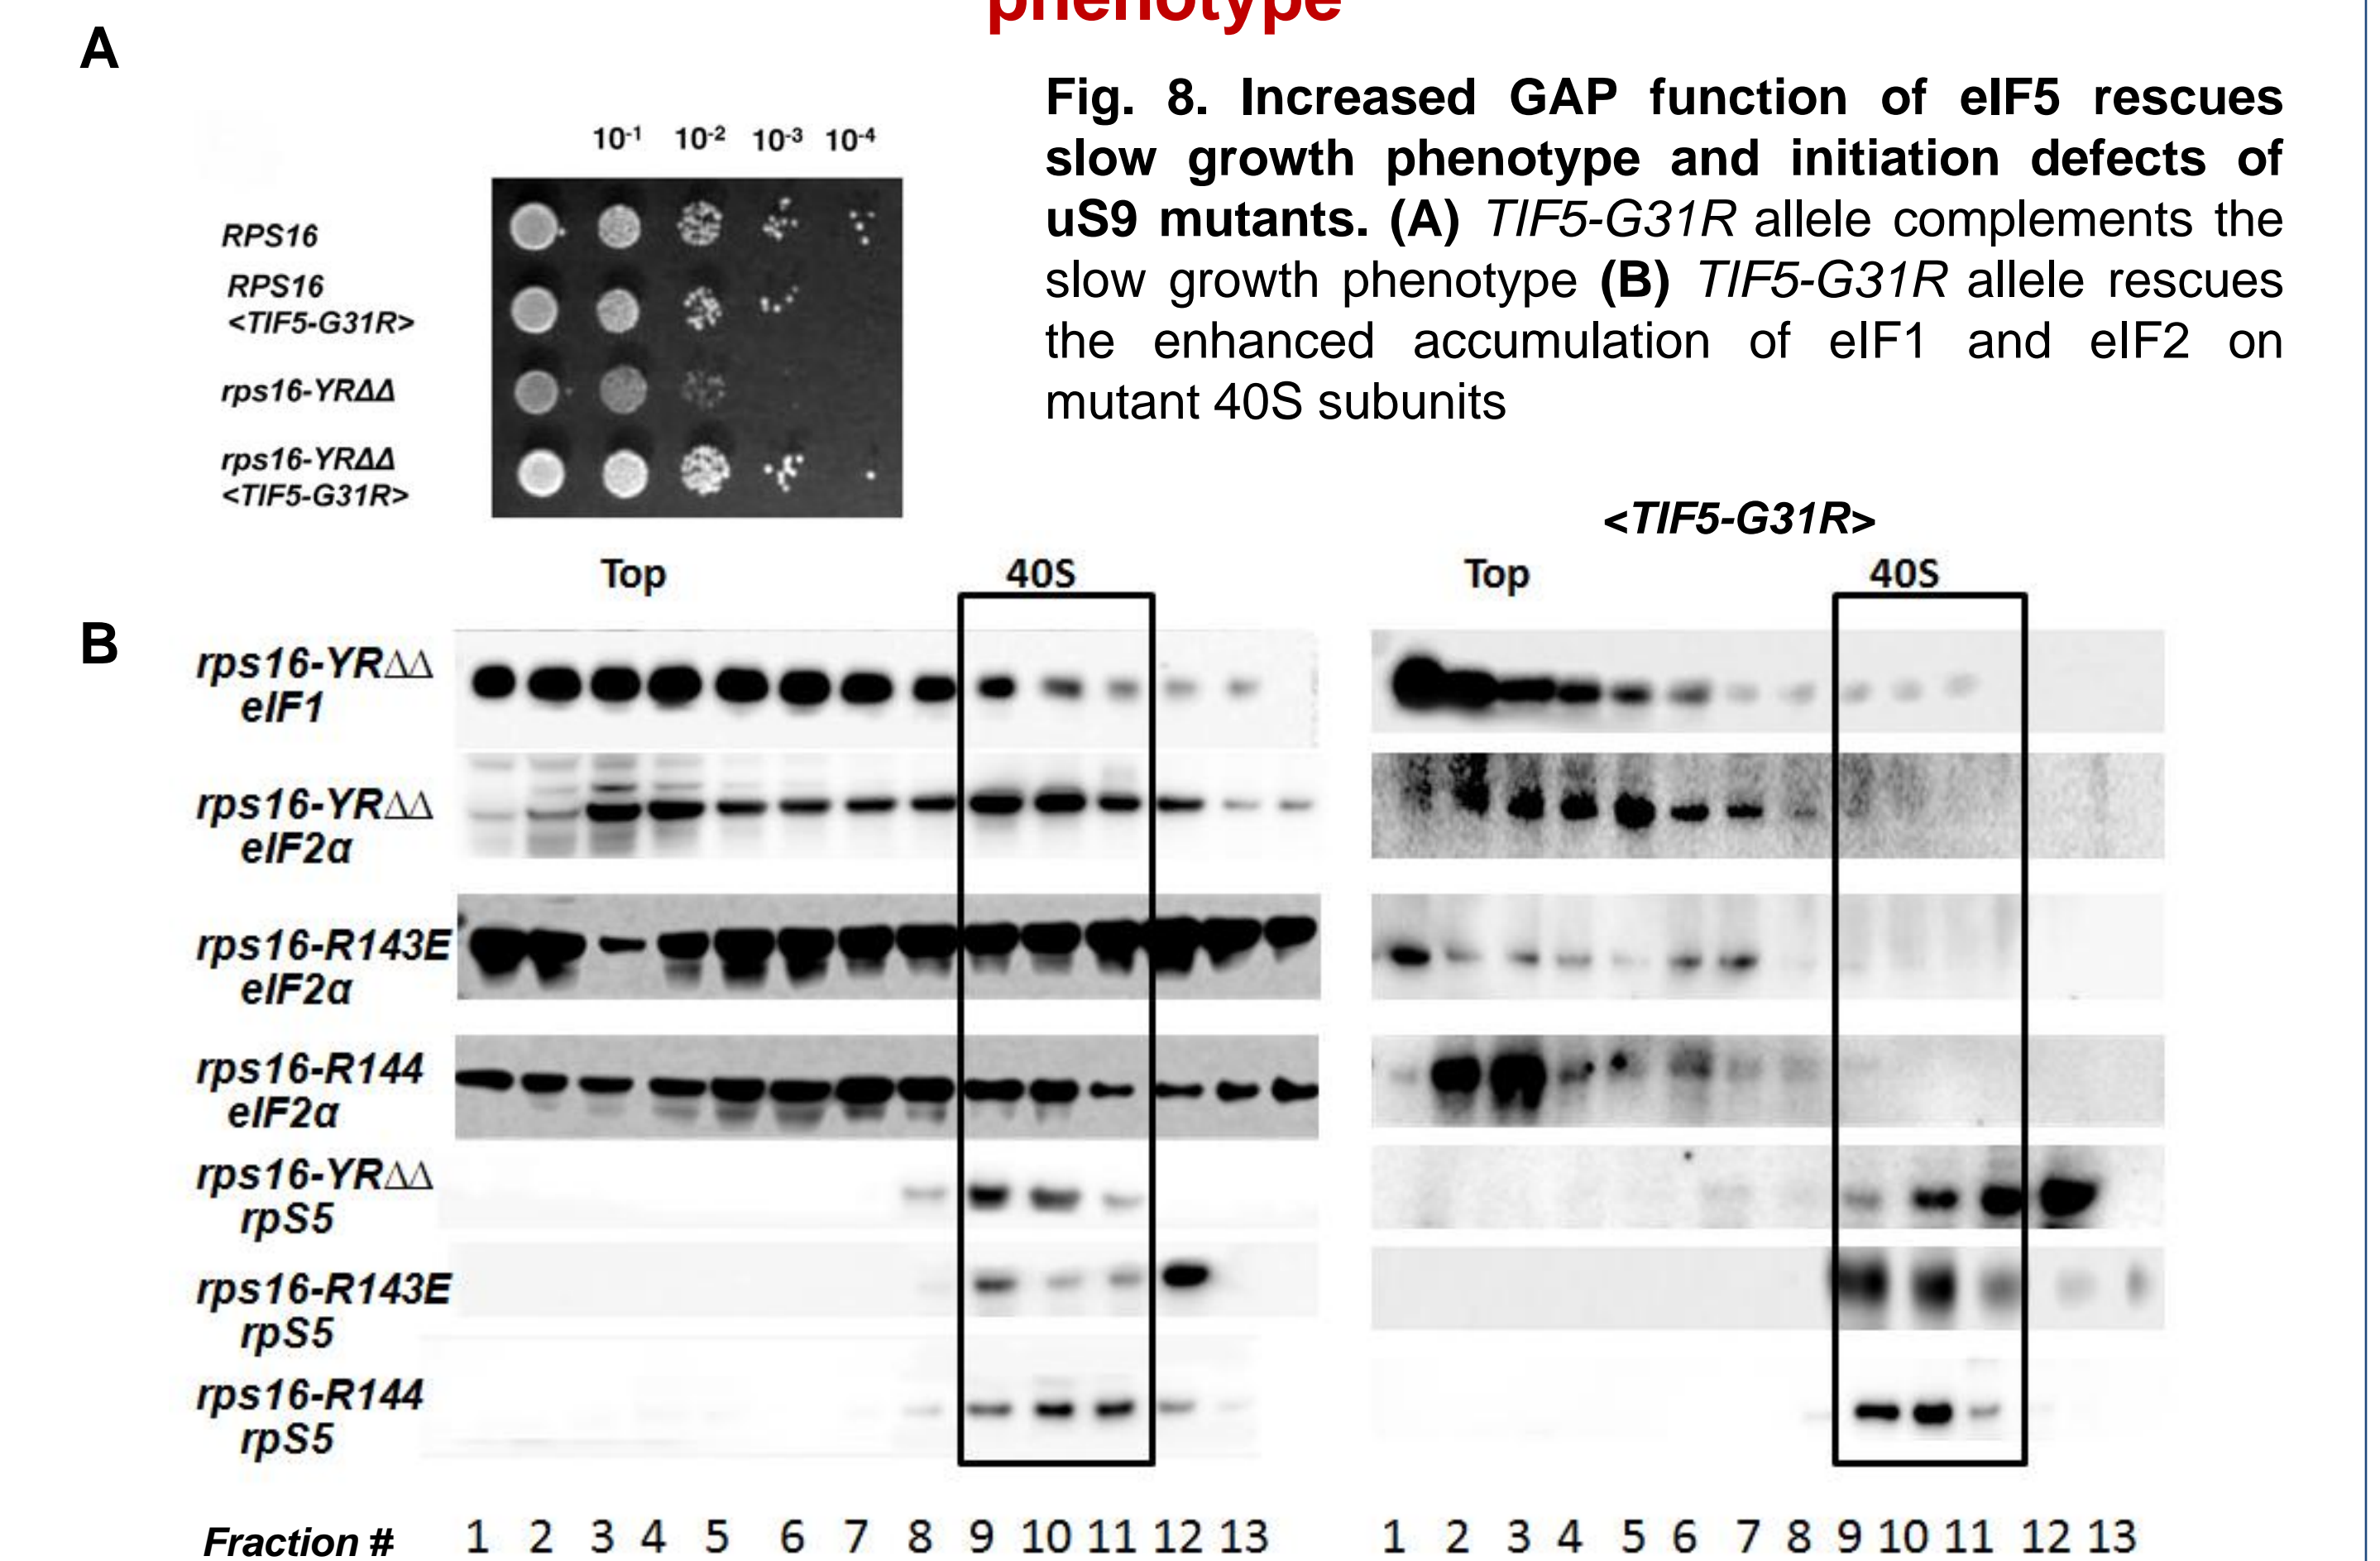 phenotype
A
Fig. 8. Increased GAP function of eIF5 rescues
slow growth phenotype and initiation defects of
uS9 mutants. (A) TIF5-G31R allele complements the
slow growth phenotype (B) TIF5-G31R allele rescues
the enhanced accumulation of eIF1 and eIF2 on
mutant 40S subunits
10-1 10-2 10-3 10-4
RPS16
RPS16
<TIF5-G31R>
rps16-YRΔΔ
rps16-YRΔΔ
<TIF5-G31R>
<TIF5-G31R>
Top 40S Top 40S
B
rps16-YRΔΔ
eIF1
rps16-YRΔΔ
eIF2α
rps16-R143E
eIF2α
rps16-R144
eIF2α
rps16-YRΔΔ
rpS5
rps16-R143E
rpS5
rps16-R144
rpS5
Fraction # 1 2 3 4 5 6 7 8 9 10 11 12 13 1 2 3 4 5 6 7 8 9 10 11 12 13